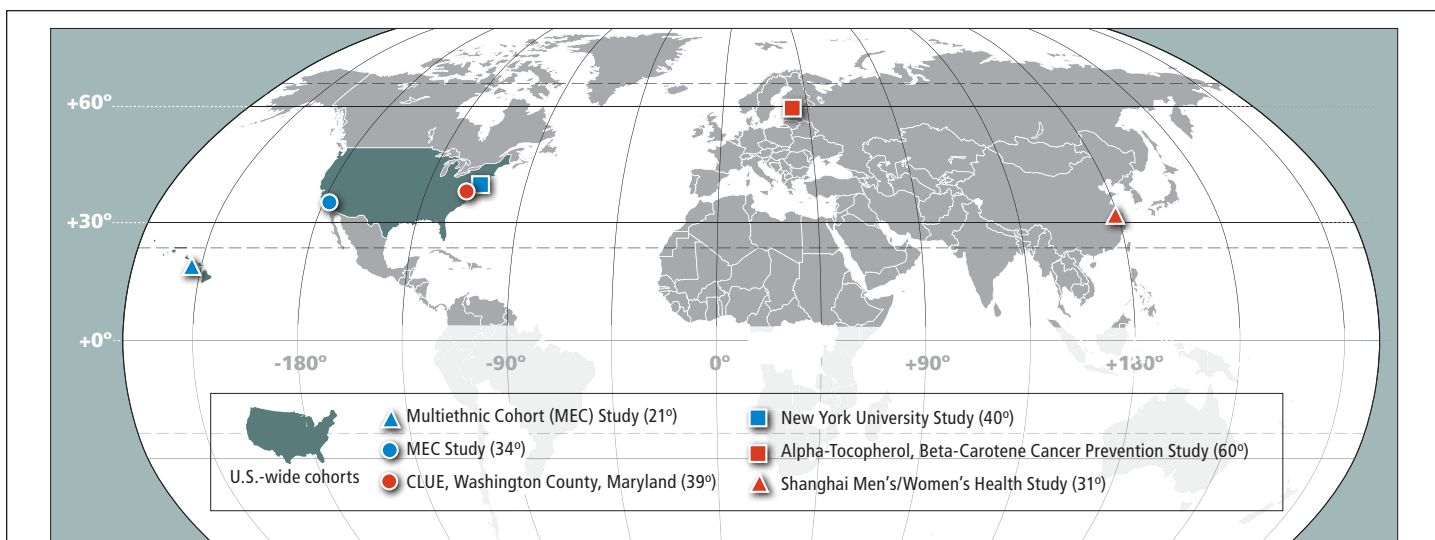 +60º
+30º
+0º
-180º
-90º
0º
+90º
+180º
U.S.-wide cohorts
Multiethnic Cohort (MEC) Study (21º)
MEC Study (34º)
CLUE, Washington County, Maryland (39º)
New York University Study (40º)
Alpha-Tocopherol, Beta-Carotene Cancer Prevention Study (60º)
Shanghai Men’s/Women’s Health Study (31º)